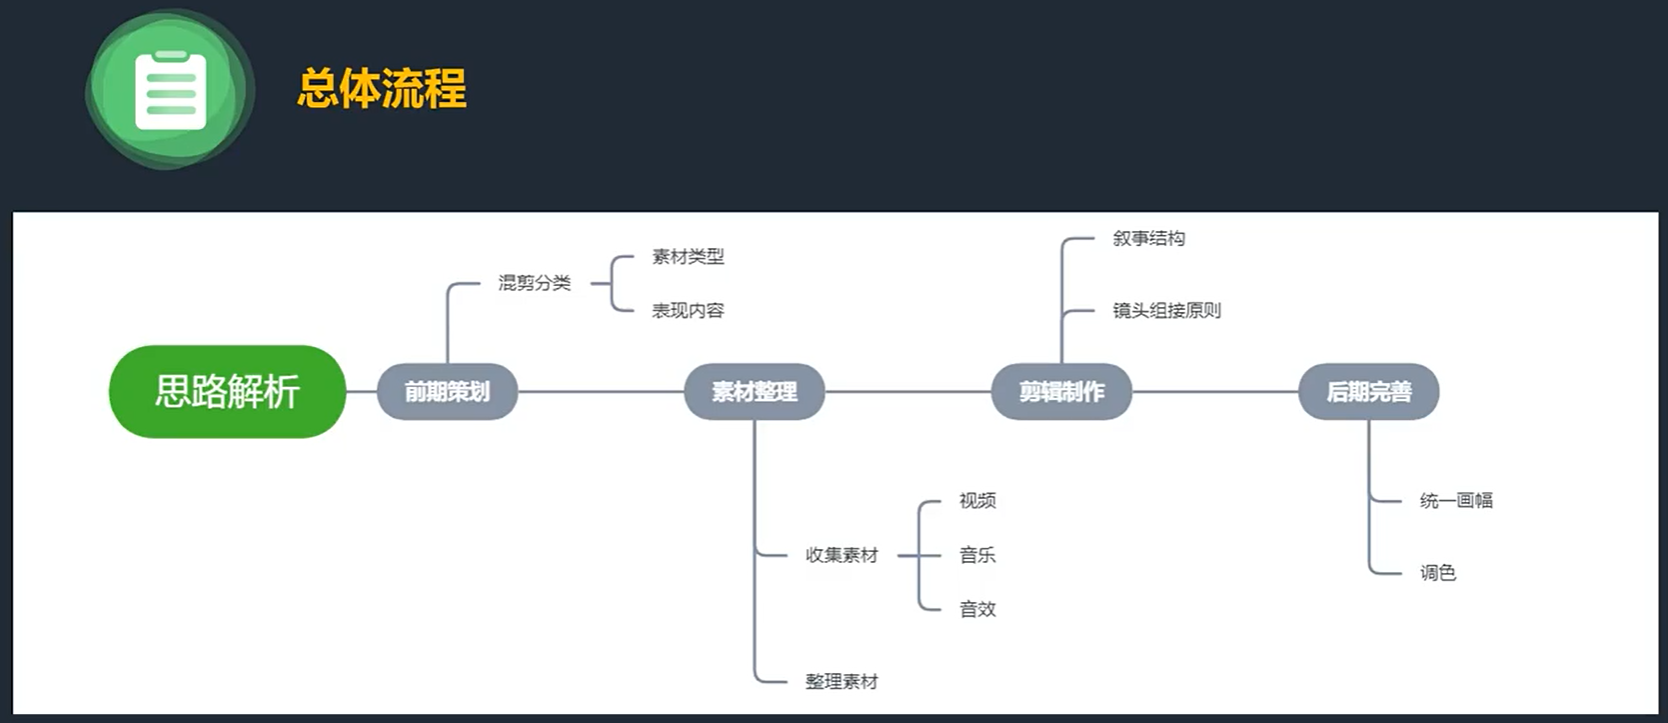 总体流程
思路解析
前期策划
混剪分类
素材类型
表现内容
素材整理
收集素材
视频
音乐
音效
整理素材
剪辑制作
叙事结构
镜头组接原则
后期完善
统一画幅
调色